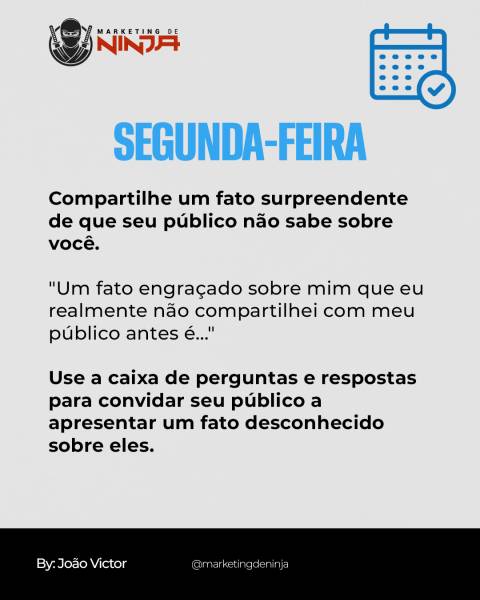 MARKETING DE
NINJA
SEGUNDA-FEIRA
Compartilhe um fato surpreendente
de que seu público não sabe sobre
você.
"Um fato engraçado sobre mim que eu
realmente não compartilhei com meu
público antes é..."
Use a caixa de perguntas e respostas
para convidar seu público a
apresentar um fato desconhecido
sobre eles.
By: João Victor
@marketingdeninja